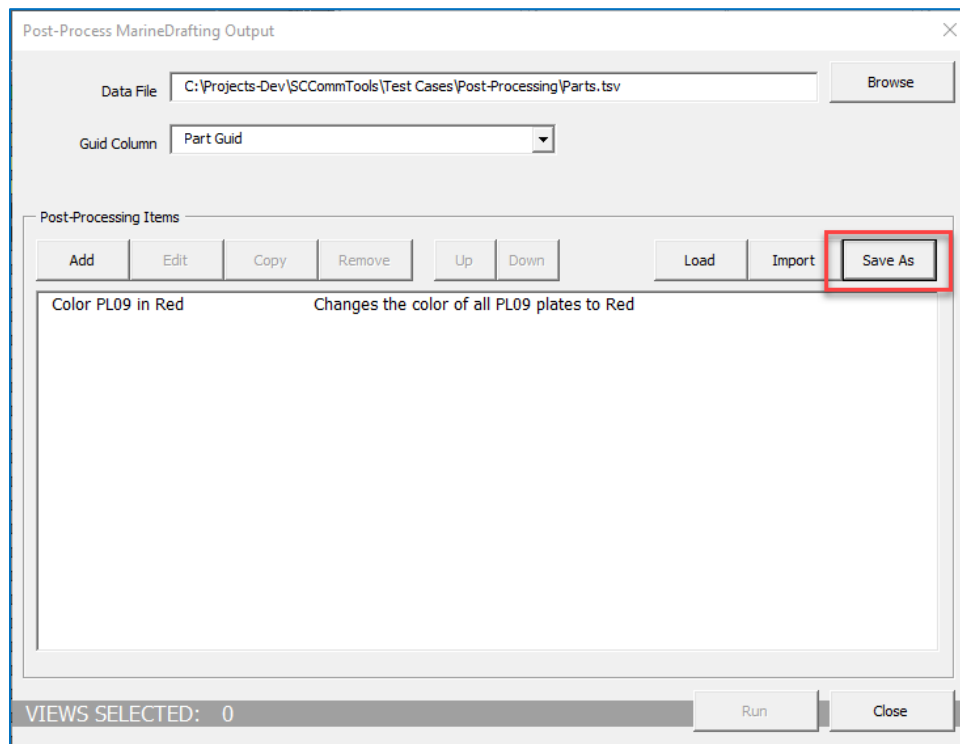 Post-Process MarineDrafting Output
Data File C:\Projects-Dev\SCCommTools\Test Cases\Post-Processing\Parts.tsv Browse
Guid Column Part Guid
Post-Processing Items
Add Edit Copy Remove Up Down Load Import Save As
Color PL09 in Red Changes the color of all PL09 plates to Red
VIEWS SELECTED: 0 Run Close